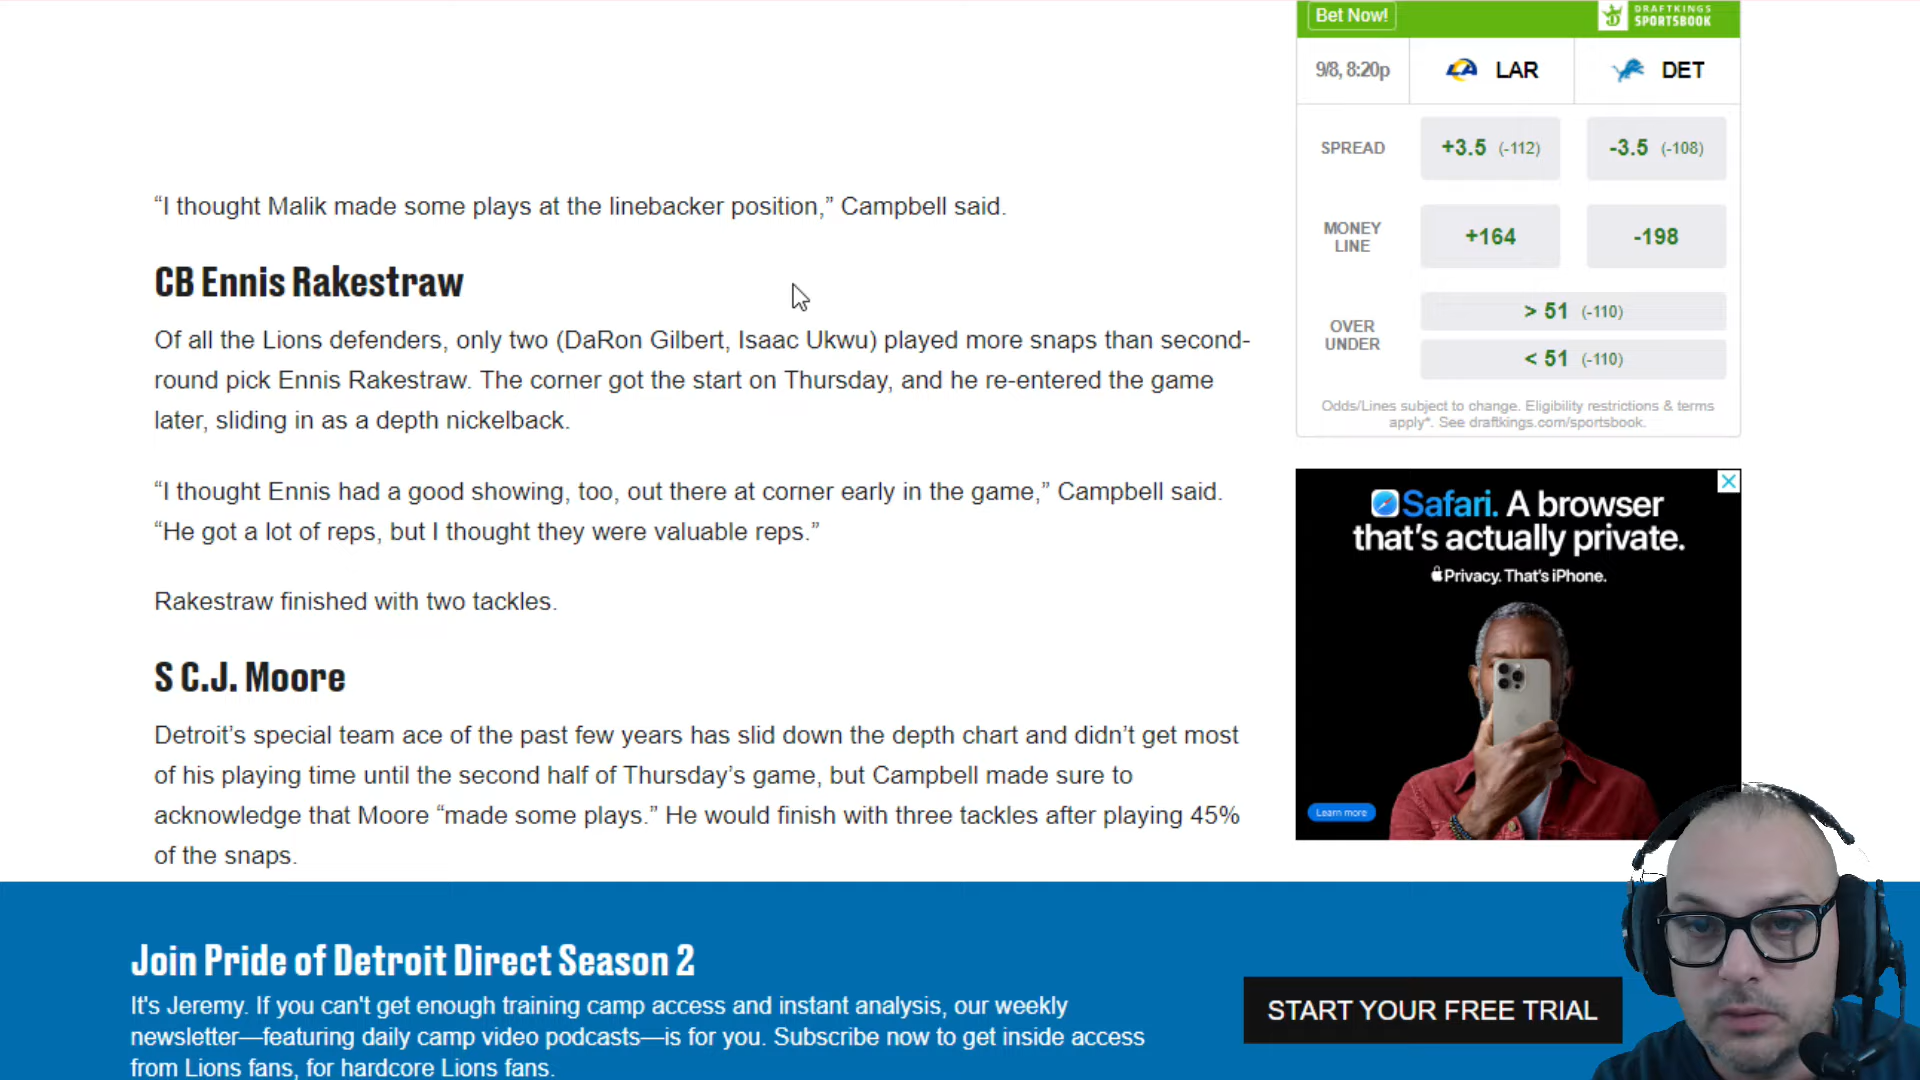 Bet Now!
DRAFTKINGS
SPORTSBOOK
9/8, 8:20p LAR DET
SPREAD +3.5 (-112) -3.5 (-108)
MONEY
LINE
+164 -198
OVER
UNDER
> 51 (-110)
< 51 (-110)
Odds/Lines subject to change. Eligibility restrictions & terms
apply*. See draftkings.com/sportsbook.
“I thought Malik made some plays at the linebacker position,” Campbell said.
CB Ennis Rakestraw
Of all the Lions defenders, only two (DaRon Gilbert, Isaac Ukwu) played more snaps than second-
round pick Ennis Rakestraw. The corner got the start on Thursday, and he re-entered the game
later, sliding in as a depth nickelback.
“I thought Ennis had a good showing, too, out there at corner early in the game,” Campbell said.
“He got a lot of reps, but I thought they were valuable reps.”
Rakestraw finished with two tackles.
S C.J. Moore
Detroit’s special team ace of the past few years has slid down the depth chart and didn’t get most
of his playing time until the second half of Thursday’s game, but Campbell made sure to
acknowledge that Moore “made some plays.” He would finish with three tackles after playing 45%
of the snaps.
Safari. A browser
that’s actually private.
Privacy. That’s iPhone.
Learn more
Join Pride of Detroit Direct Season 2
It's Jeremy. If you can't get enough training camp access and instant analysis, our weekly
newsletter—featuring daily camp video podcasts—is for you. Subscribe now to get inside access
from Lions fans, for hardcore Lions fans.
START YOUR FREE TRIAL